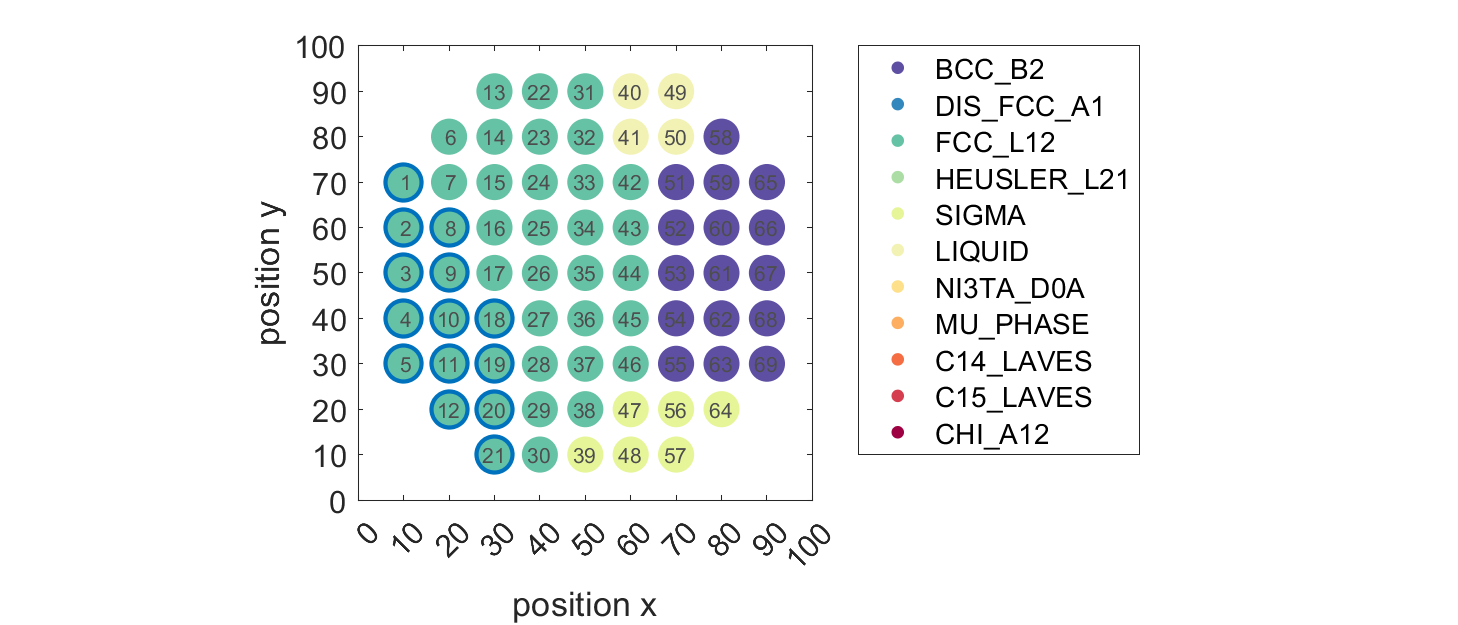 100
90
80
70
60
50
40
30
20
10
0
13 22 31 40 49
6 14 23 32 41 50 58
1 7 15 24 33 42 51 59 65
2 8 16 25 34 43 52 60 66
3 9 17 26 35 44 53 61 67
4 10 18 27 36 45 54 62 68
5 11 19 28 37 46 55 63 69
12 20 29 38 47 56 64
21 30 39 48 57
0 10 20 30 40 50 60 70 80 90 100
position x
position y
BCC_B2
DIS_FCC_A1
FCC_L12
HEUSLER_L21
SIGMA
LIQUID
NI3TA_D0A
MU_PHASE
C14_LAVES
C15_LAVES
CHI_A12